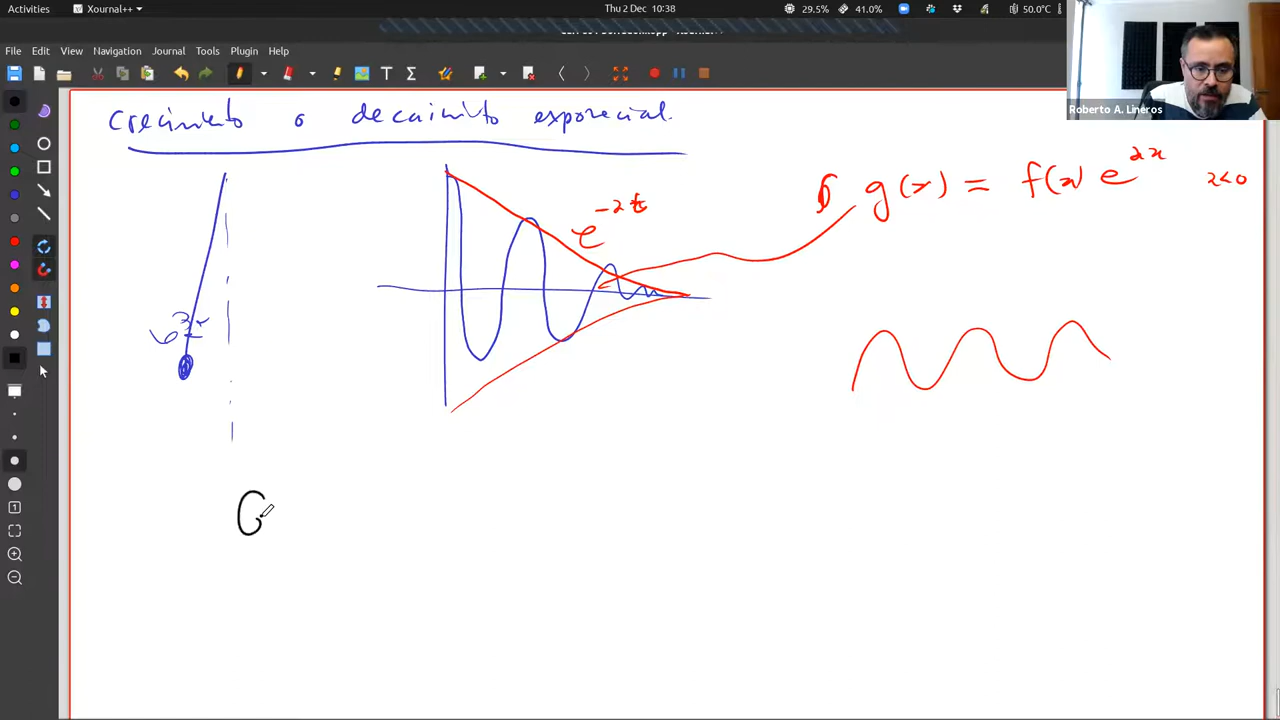 Activities
Xournal++
Thu 2 Dec 10:38
29.5%
41.0%
50.0°C
File Edit View Navigation Journal Tools Plugin Help
Roberto A. Lineros
Crecimiento o decaimiento exponencial.
g(x) = f(x) e^{λx} λ<0
e^{-λt}
G